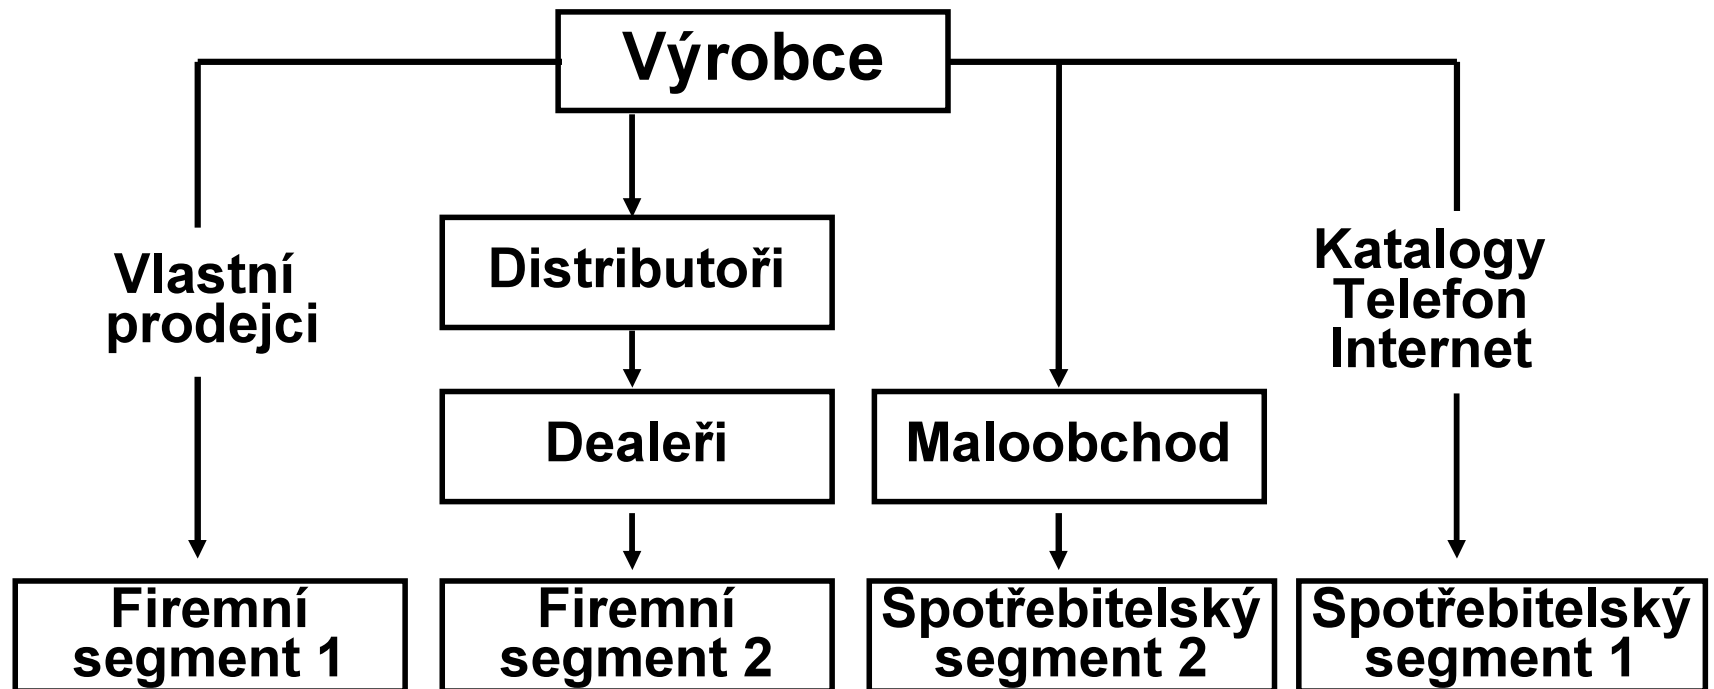 Výrobce
Vlastní
prodejci
Distributoři
Katalogy
Telefon
Internet
Dealeři
Maloobchod
Firemní
segment 1
Firemní
segment 2
Spotřebitelský
segment 2
Spotřebitelský
segment 1